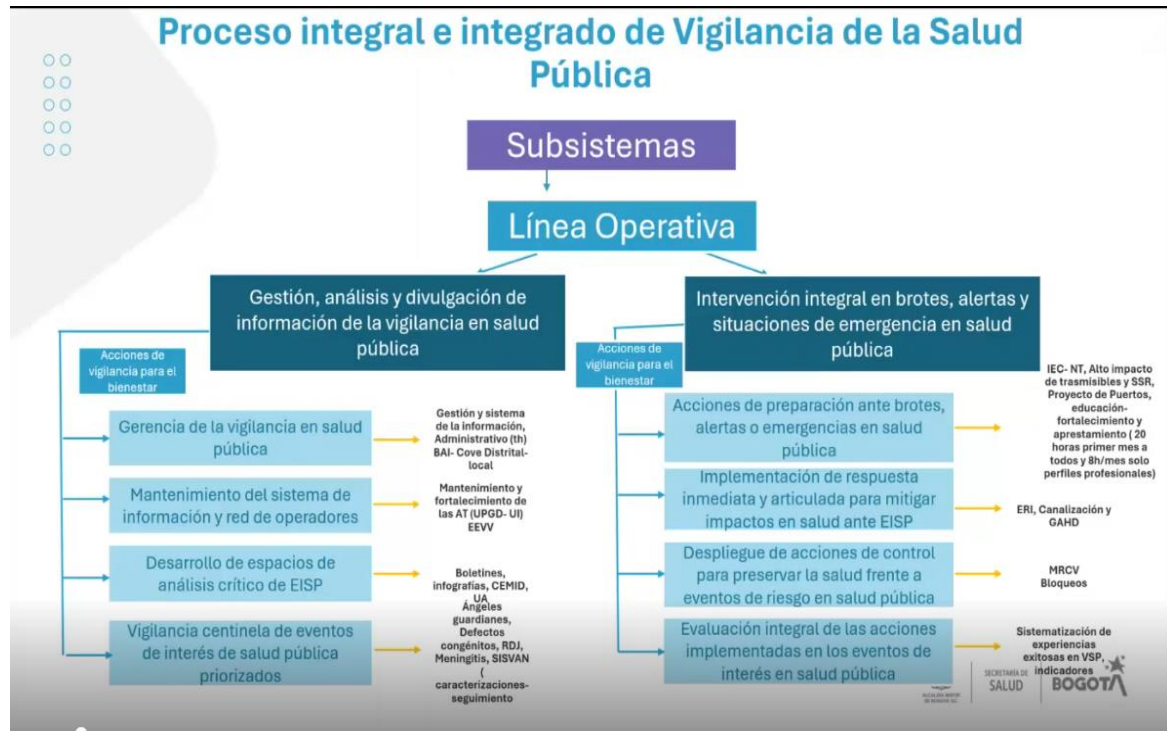 Proceso integral e integrado de Vigilancia de la Salud
Pública
Subsistemas
Línea Operativa
Gestión, análisis y divulgación de
información de la vigilancia en salud
pública
Acciones de
vigilancia para el
bienestar
Gerencia de la vigilancia en salud
pública
Gestión y sistema
de la información,
Administrativo (th)
BAI- Cove Distrital-
local
Mantenimiento del sistema de
información y red de operadores
Mantenimiento y
fortalecimiento de
las AT (UPGD- UI)
EEVV
Desarrollo de espacios de
análisis crítico de EISP
Boletines,
infografías, CEMID,
UA
Vigilancia centinela de eventos
de interés de salud pública
priorizados
Ángeles
guardianes,
Defectos
congénitos, RDJ,
Meningitis, SISVAN
(
caracterizaciones-
seguimiento
Intervención integral en brotes, alertas y
situaciones de emergencia en salud
pública
Acciones de
vigilancia para el
bienestar
Acciones de preparación ante brotes,
alertas o emergencias en salud
pública
IEC- NT, Alto impacto
de trasmisibles y SSR,
Proyecto de Puertos,
educación-
fortalecimiento y
aprestamiento ( 20
horas primer mes a
todos y 8h/mes solo
perfiles profesionales)
Implementación de respuesta
inmediata y articulada para mitigar
impactos en salud ante EISP
ERI, Canalización y
GAHD
Despliegue de acciones de control
para preservar la salud frente a
eventos de riesgo en salud pública
MRCV
Bloqueos
Evaluación integral de las acciones
implementadas en los eventos de
interés en salud pública
Sistematización de
experiencias
exitosas en VSP,
indicadores
ALCALDÍA MAYOR
DE BOGOTÁ D.C.
SECRETARÍA DE
SALUD
BOGOTÁ